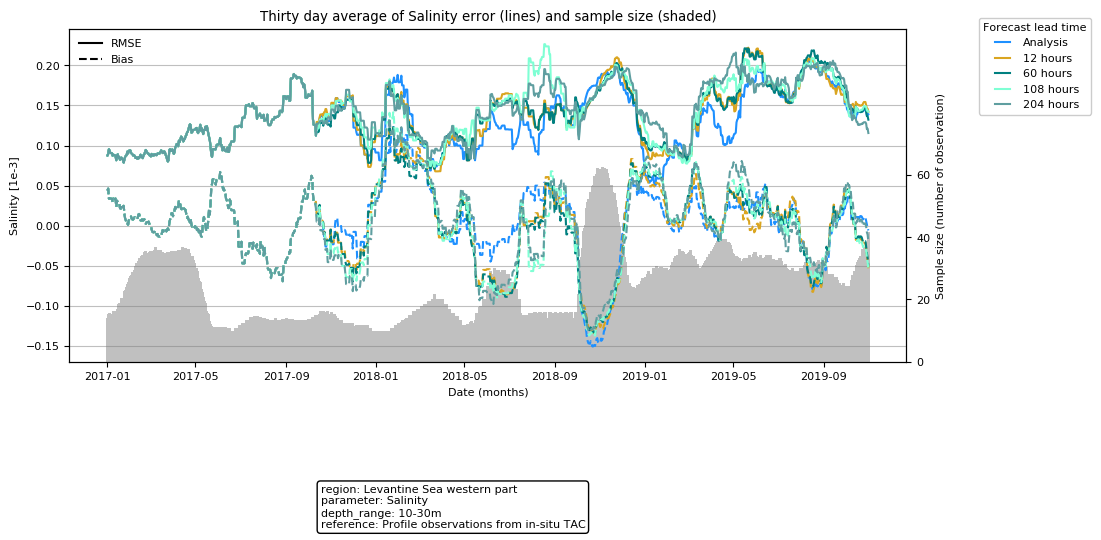 Thirty day average of Salinity error (lines) and sample size (shaded)
RMSE
Bias
Forecast lead time
Analysis
12 hours
60 hours
108 hours
204 hours
Salinity [1e-3]
0.20
0.15
0.10
0.05
0.00
−0.05
−0.10
−0.15
Sample size (number of observation)
60
40
20
0
2017-01
2017-05
2017-09
2018-01
2018-05
2018-09
2019-01
2019-05
2019-09
Date (months)
region: Levantine Sea western part
parameter: Salinity
depth_range: 10-30m
reference: Profile observations from in-situ TAC